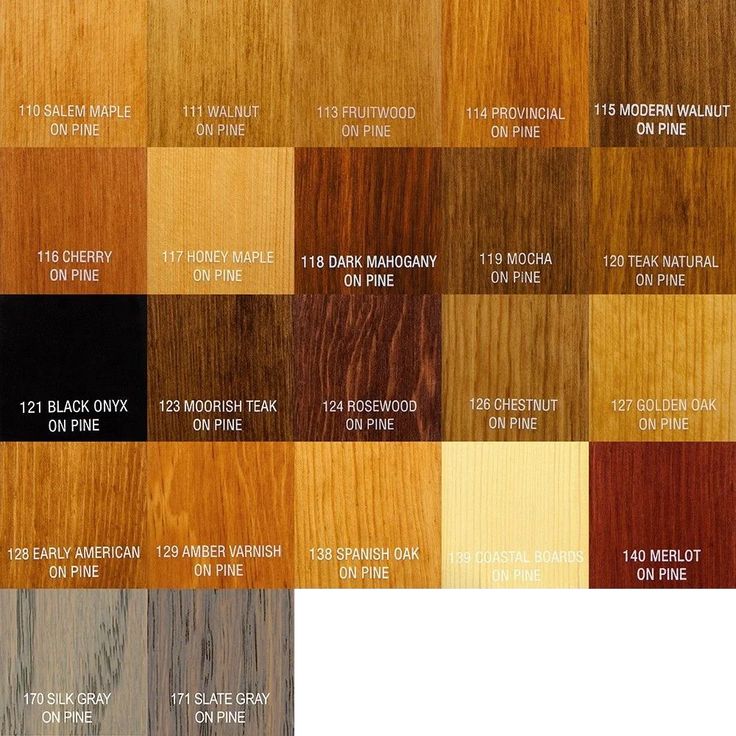 110 SALEM MAPLE
ON PINE
111 WALNUT
ON PINE
113 FRUITWOOD
ON PINE
114 PROVINCIAL
ON PINE
115 MODERN WALNUT
ON PINE
116 CHERRY
ON PINE
117 HONEY MAPLE
ON PINE
118 DARK MAHOGANY
ON PINE
119 MOCHA
ON PiNE
120 TEAK NATURAL
ON PINE
121 BLACK ONYX
ON PINE
123 MOORISH TEAK
ON PINE
124 ROSEWOOD
ON PINE
126 CHESTNUT
ON PINE
127 GOLDEN OAK
ON PINE
128 EARLY AMERICAN
ON PINE
129 AMBER VARNISH
ON PINE
138 SPANISH OAK
ON PINE
139 COASTAL BOARDS
ON PINE
140 MERLOT
ON PINE
170 SILK GRAY
ON PINE
171 SLATE GRAY
ON PINE